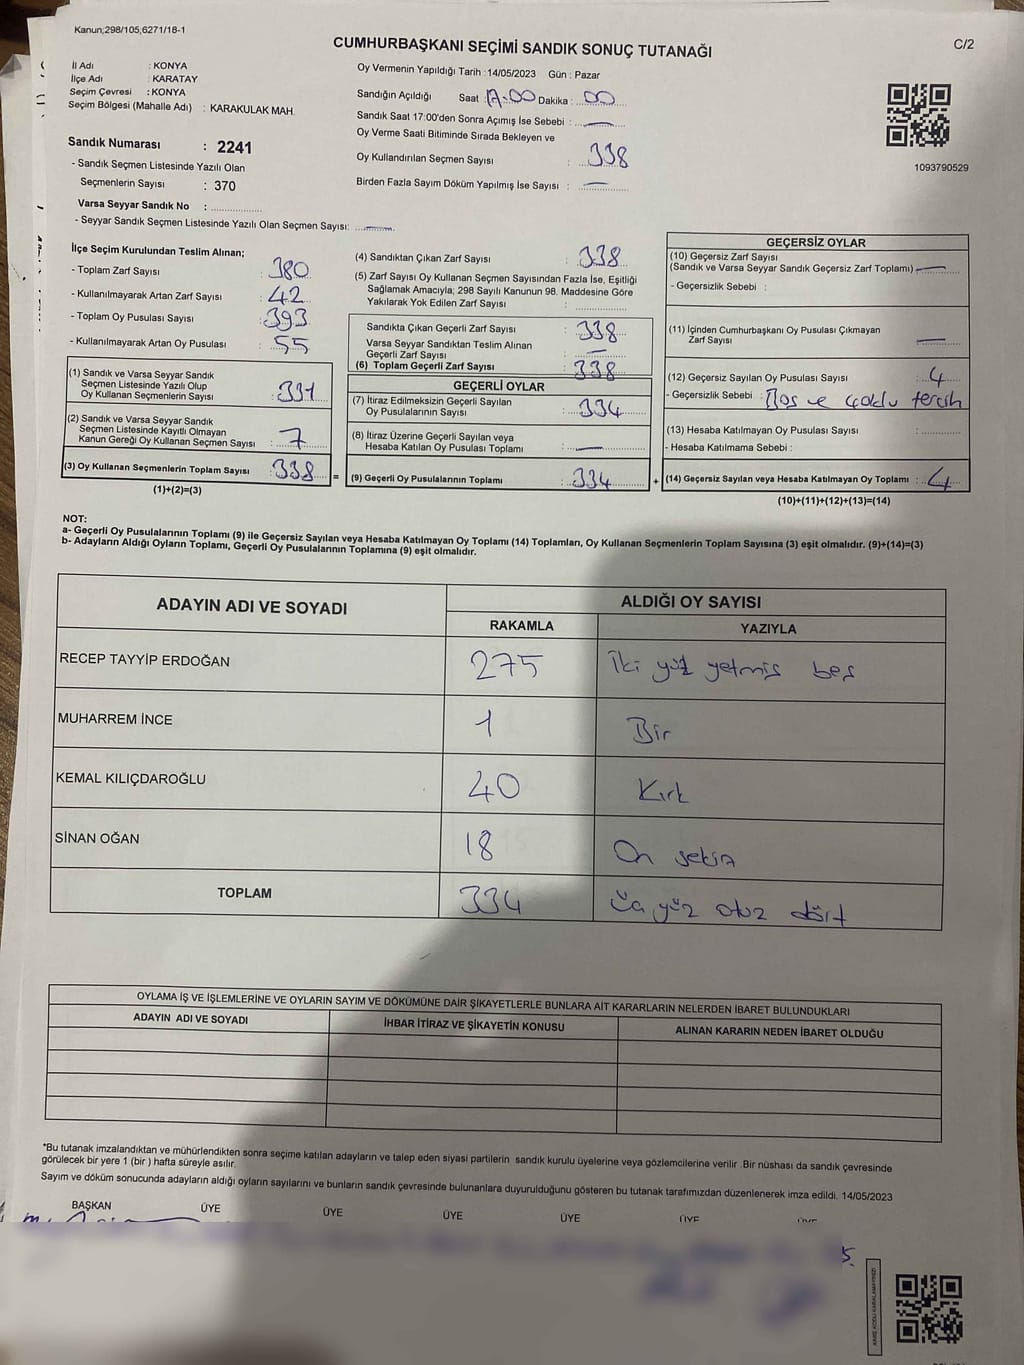 Kanun;298/105,6271/18-1
C/2
CUMHURBAŞKANI SEÇİMİ SANDIK SONUÇ TUTANAĞI
İl Adı : KONYA
İlçe Adı : KARATAY
Seçim Çevresi : KONYA
Seçim Bölgesi (Mahalle Adı) : KARAKULAK MAH.
Sandık Numarası : 2241
- Sandık Seçmen Listesinde Yazılı Olan
Seçmenlerin Sayısı : 370
Varsa Seyyar Sandık No :
- Seyyar Sandık Seçmen Listesinde Yazılı Olan Seçmen Sayısı: —
Oy Vermenin Yapıldığı Tarih :14/05/2023 Gün : Pazar
Sandığın Açıldığı Saat :17:00 Dakika : 00
Sandık Saat 17:00'den Sonra Açımış İse Sebebi : —
Oy Verme Saati Bitiminde Sırada Bekleyen ve
Oy Kullandırılan Seçmen Sayısı : 338
Birden Fazla Sayım Döküm Yapılmış İse Sayısı : —
1093790529
İlçe Seçim Kurulundan Teslim Alınan;
- Toplam Zarf Sayısı : 380
- Kullanılmayarak Artan Zarf Sayısı : 42
- Toplam Oy Pusulası Sayısı : 393
- Kullanılmayarak Artan Oy Pusulası : 55
(1) Sandık ve Varsa Seyyar Sandık
Seçmen Listesinde Yazılı Olup
Oy Kullanan Seçmenlerin Sayısı : 331
(2) Sandık ve Varsa Seyyar Sandık
Seçmen Listesinde Kayıtlı Olmayan
Kanun Gereği Oy Kullanan Seçmen Sayısı : 7
(3) Oy Kullanan Seçmenlerin Toplam Sayısı : 338
(1)+(2)=(3)
(4) Sandıktan Çıkan Zarf Sayısı : 338
(5) Zarf Sayısı Oy Kullanan Seçmen Sayısından Fazla İse, Eşitliği
Sağlamak Amacıyla; 298 Sayılı Kanunun 98. Maddesine Göre
Yakılarak Yok Edilen Zarf Sayısı :
Sandıkta Çıkan Geçerli Zarf Sayısı : 338
Varsa Seyyar Sandıktan Teslim Alınan
Geçerli Zarf Sayısı : —
(6) Toplam Geçerli Zarf Sayısı : 338
GEÇERLİ OYLAR
(7) İtiraz Edilmeksizin Geçerli Sayılan
Oy Pusulalarının Sayısı : 334
(8) İtiraz Üzerine Geçerli Sayılan veya
Hesaba Katılan Oy Pusulası Toplamı : —
= (9) Geçerli Oy Pusulalarının Toplamı : 334 +
GEÇERSİZ OYLAR
(10) Geçersiz Zarf Sayısı
(Sandık ve Varsa Seyyar Sandık Geçersiz Zarf Toplamı) —
- Geçersizlik Sebebi :
(11) İçinden Cumhurbaşkanı Oy Pusulası Çıkmayan
Zarf Sayısı : —
(12) Geçersiz Sayılan Oy Pusulası Sayısı : 4
- Geçersizlik Sebebi : Boş ve çoklu tercih
(13) Hesaba Katılmayan Oy Pusulası Sayısı :
- Hesaba Katılmama Sebebi :
(14) Geçersiz Sayılan veya Hesaba Katılmayan Oy Toplamı : 4
(10)+(11)+(12)+(13)=(14)
NOT:
a- Geçerli Oy Pusulalarının Toplamı (9) ile Geçersiz Sayılan veya Hesaba Katılmayan Oy Toplamı (14) Toplamları, Oy Kullanan Seçmenlerin Toplam Sayısına (3) eşit olmalıdır. (9)+(14)=(3)
b- Adayların Aldığı Oyların Toplamı, Geçerli Oy Pusulalarının Toplamına (9) eşit olmalıdır.
ADAYIN ADI VE SOYADI ALDIĞI OY SAYISI
RAKAMLA YAZIYLA
RECEP TAYYİP ERDOĞAN 275 İki yüz yetmiş beş
MUHARREM İNCE 1 Bir
KEMAL KILIÇDAROĞLU 40 Kırk
SİNAN OĞAN 18 On sekiz
TOPLAM 334 Üç yüz otuz dört
OYLAMA İŞ VE İŞLEMLERİNE VE OYLARIN SAYIM VE DÖKÜMÜNE DAİR ŞİKAYETLERLE BUNLARA AİT KARARLARIN NELERDEN İBARET BULUNDUKLARI
ADAYIN ADI VE SOYADI İHBAR İTİRAZ VE ŞİKAYETİN KONUSU ALINAN KARARIN NEDEN İBARET OLDUĞU
*Bu tutanak imzalandıktan ve mühürlendikten sonra seçime katılan adayların ve talep eden siyasi partilerin sandık kurulu üyelerine veya gözlemcilerine verilir .Bir nüshası da sandık çevresinde
görülecek bir yere 1 (bir ) hafta süreyle asılır.
Sayım ve döküm sonucunda adayların aldığı oyların sayılarını ve bunların sandık çevresinde bulunanlara duyurulduğunu gösteren bu tutanak tarafımızdan düzenlenerek imza edildi. 14/05/2023
BAŞKAN ÜYE ÜYE ÜYE ÜYE ÜYE ÜYE